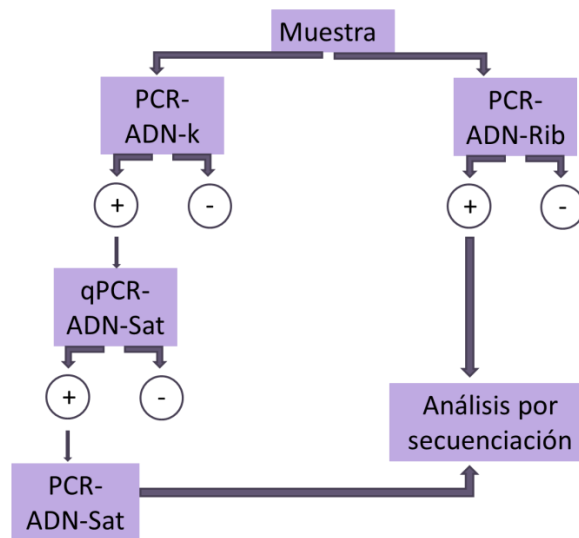 Muestra
PCR-
ADN-k
PCR-
ADN-Rib
+
-
+
-
qPCR-
ADN-Sat
+
-
Análisis por
secuenciación
PCR-
ADN-Sat